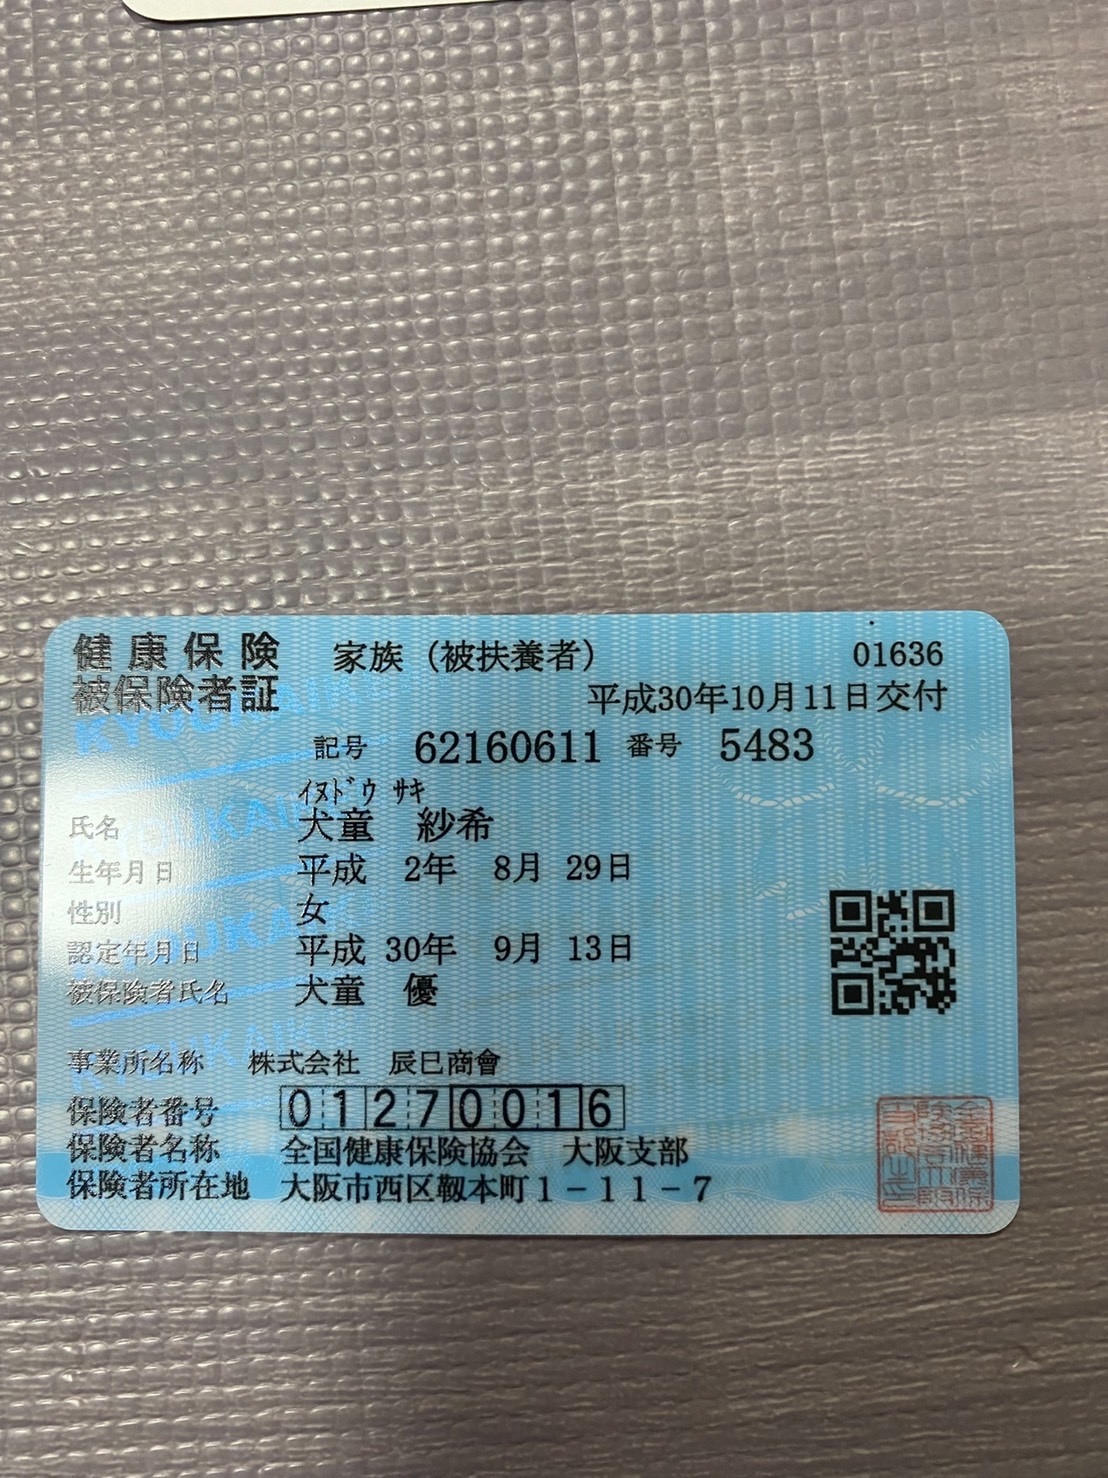 健康保険 家族(被扶養者) 01636
被保険者証 平成30年10月11日交付
記号 62160611 番号 5483
ｲﾇﾄﾞｳ ｻｷ
氏名 犬童 紗希
生年月日 平成 2年 8月 29日
性別 女
認定年月日 平成 30年 9月 13日
被保険者氏名 犬童 優
事業所名称 株式会社 辰巳商會
保険者番号 01270016
保険者名称 全国健康保険協会 大阪支部
保険者所在地 大阪市西区靱本町1-11-7